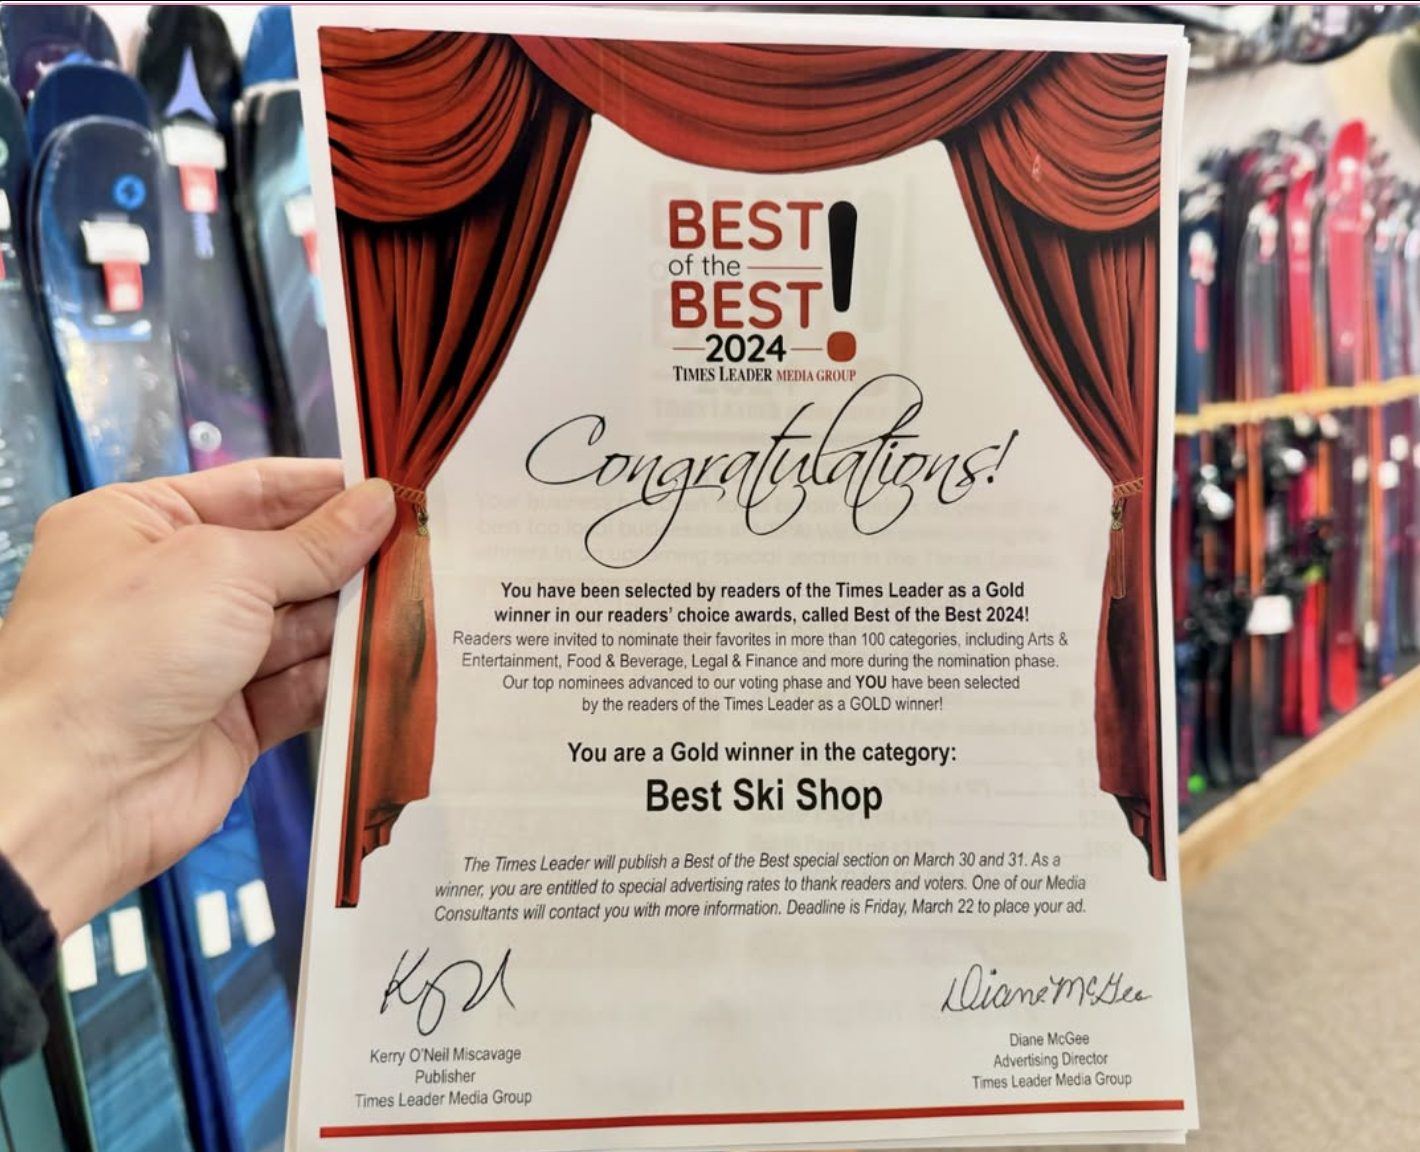 BEST
of the
BEST!
2024
TIMES LEADER MEDIA GROUP
Congratulations!
You have been selected by readers of the Times Leader as a Gold
winner in our readers' choice awards, called Best of the Best 2024!
Readers were invited to nominate their favorites in more than 100 categories, including Arts &
Entertainment, Food & Beverage, Legal & Finance and more during the nomination phase.
Our top nominees advanced to our voting phase and YOU have been selected
by the readers of the Times Leader as a GOLD winner!
You are a Gold winner in the category:
Best Ski Shop
The Times Leader will publish a Best of the Best special section on March 30 and 31. As a
winner, you are entitled to special advertising rates to thank readers and voters. One of our Media
Consultants will contact you with more information. Deadline is Friday, March 22 to place your ad.
Diane McGee
Kerry O'Neil Miscavage
Publisher
Times Leader Media Group
Diane McGee
Advertising Director
Times Leader Media Group